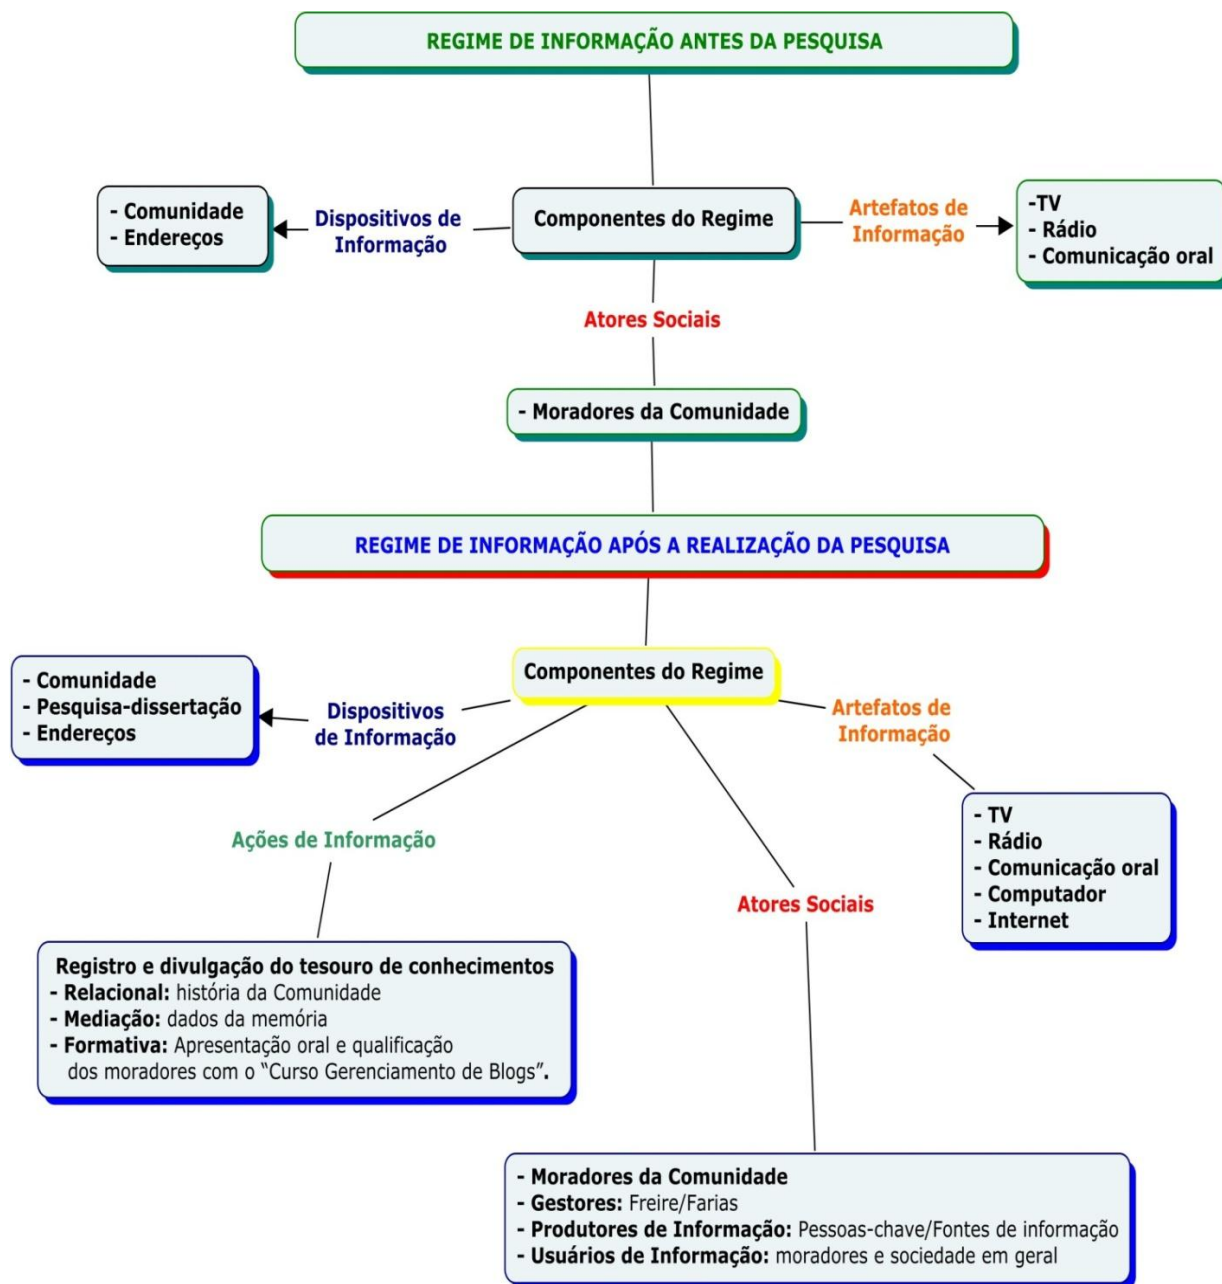 REGIME DE INFORMAÇÃO ANTES DA PESQUISA
- Comunidade
- Endereços
Dispositivos de
Informação
Componentes do Regime
Artefatos de
Informação
-TV
- Rádio
- Comunicação oral
Atores Sociais
- Moradores da Comunidade
REGIME DE INFORMAÇÃO APÓS A REALIZAÇÃO DA PESQUISA
Componentes do Regime
- Comunidade
- Pesquisa-dissertação
- Endereços
Dispositivos
de Informação
Artefatos de
Informação
- TV
- Rádio
- Comunicação oral
- Computador
- Internet
Ações de Informação
Atores Sociais
Registro e divulgação do tesouro de conhecimentos
- Relacional: história da Comunidade
- Mediação: dados da memória
- Formativa: Apresentação oral e qualificação
dos moradores com o “Curso Gerenciamento de Blogs”.
- Moradores da Comunidade
- Gestores: Freire/Farias
- Produtores de Informação: Pessoas-chave/Fontes de informação
- Usuários de Informação: moradores e sociedade em geral